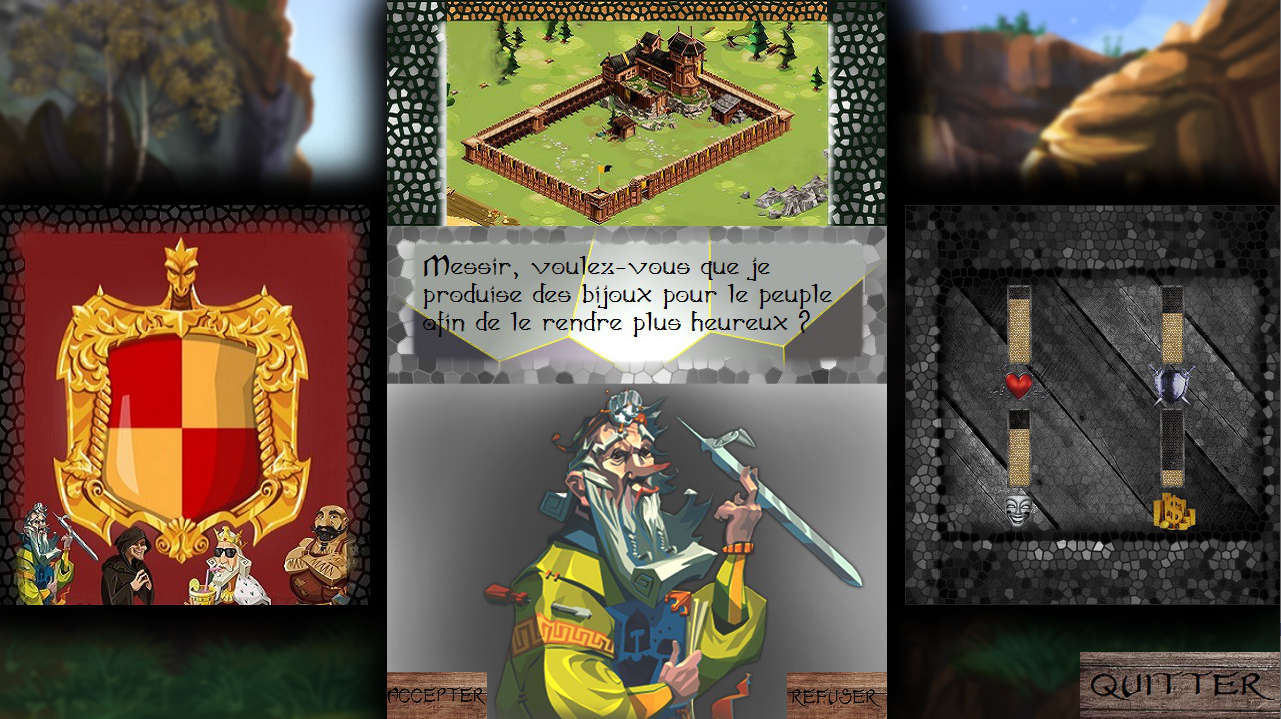 Messir, voulez-vous que je
produise des bijoux pour le peuple
afin de le rendre plus heureux ?
ACCEPTER
REFUSER
QUITTER